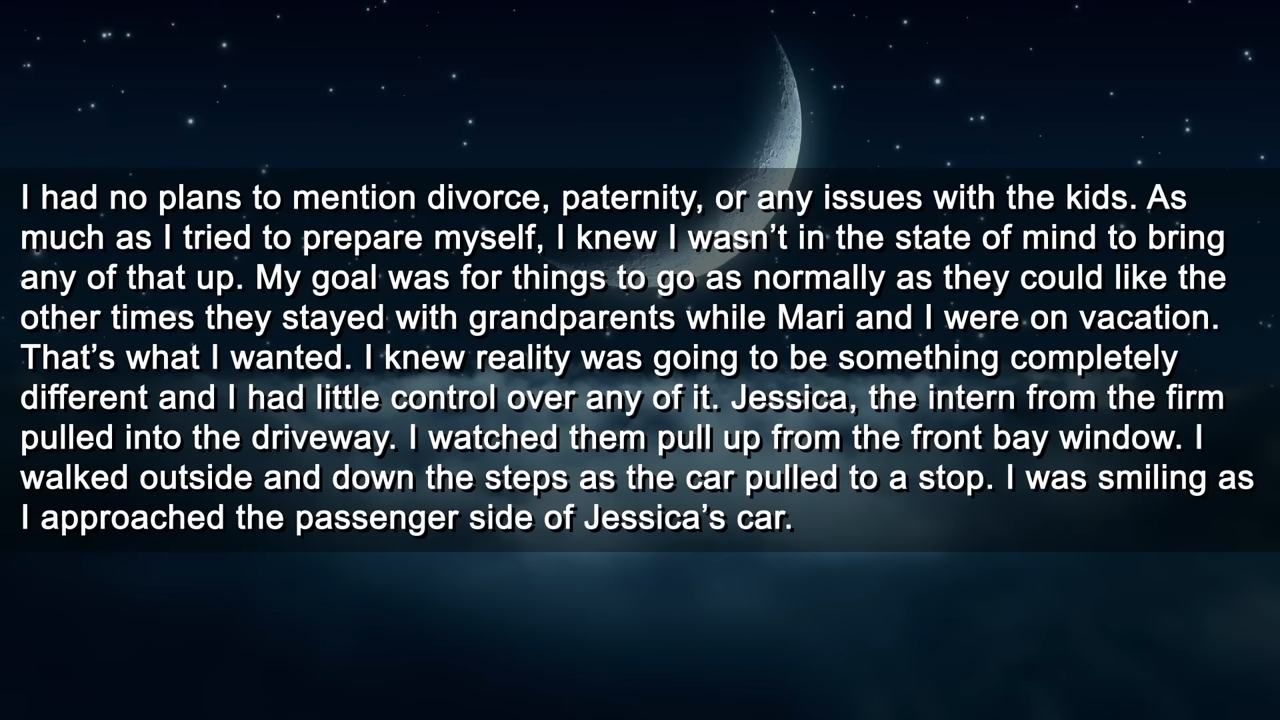 I had no plans to mention divorce, paternity, or any issues with the kids. As
much as I tried to prepare myself, I knew I wasn’t in the state of mind to bring
any of that up. My goal was for things to go as normally as they could like the
other times they stayed with grandparents while Mari and I were on vacation.
That’s what I wanted. I knew reality was going to be something completely
different and I had little control over any of it. Jessica, the intern from the firm
pulled into the driveway. I watched them pull up from the front bay window. I
walked outside and down the steps as the car pulled to a stop. I was smiling as
I approached the passenger side of Jessica’s car.